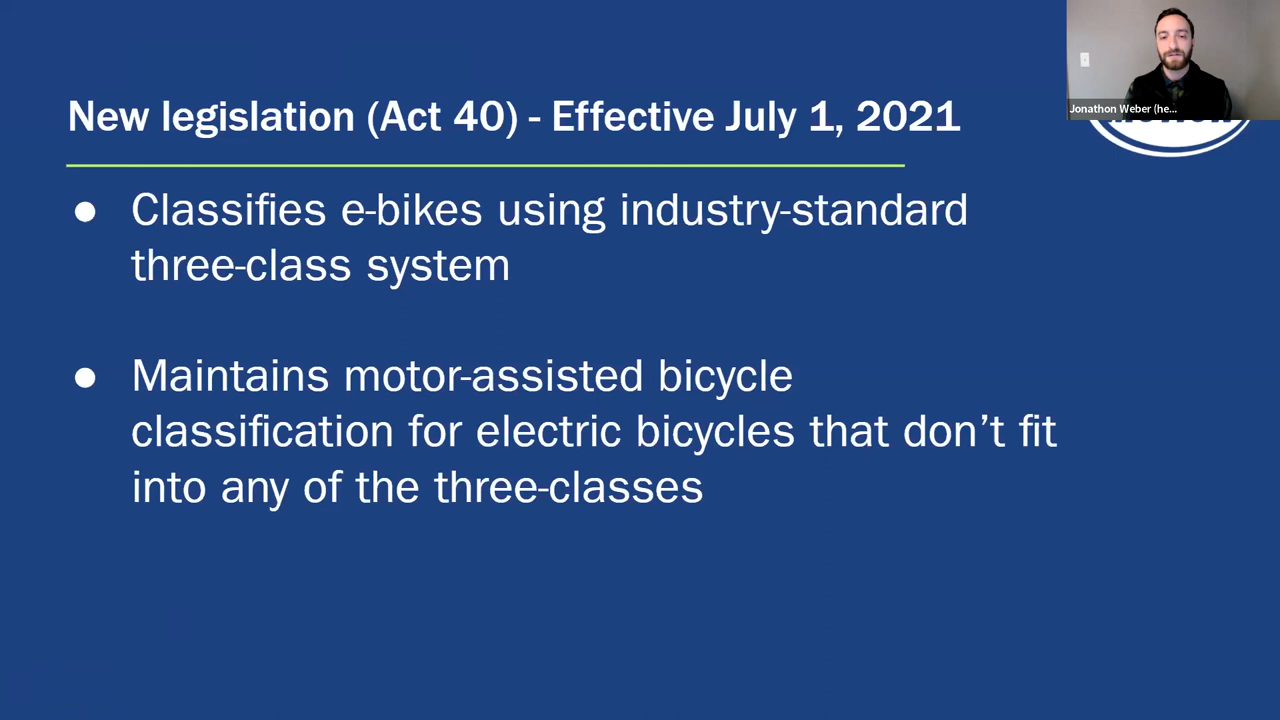 New legislation (Act 40) - Effective July 1, 2021
Jonathon Weber (he...
● Classifies e-bikes using industry-standard
three-class system
● Maintains motor-assisted bicycle
classification for electric bicycles that don’t fit
into any of the three-classes